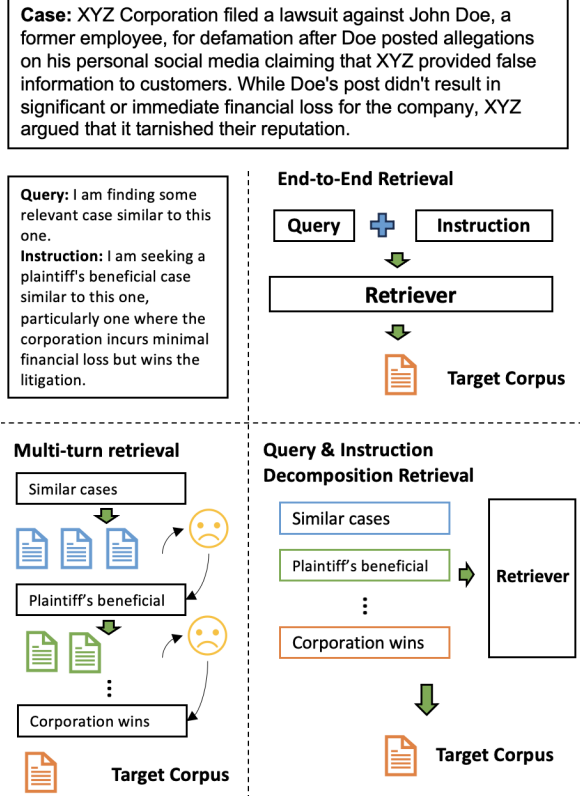 Case: XYZ Corporation filed a lawsuit against John Doe, a
former employee, for defamation after Doe posted allegations
on his personal social media claiming that XYZ provided false
information to customers. While Doe's post didn't result in
significant or immediate financial loss for the company, XYZ
argued that it tarnished their reputation.
Query: I am finding some
relevant case similar to this
one.
Instruction: I am seeking a
plaintiff's beneficial case
similar to this one,
particularly one where the
corporation incurs minimal
financial loss but wins the
litigation.
End-to-End Retrieval
Query
Instruction
Retriever
Target Corpus
Multi-turn retrieval
Similar cases
Plaintiff's beneficial
Corporation wins
Target Corpus
Query & Instruction
Decomposition Retrieval
Similar cases
Plaintiff's beneficial
Corporation wins
Retriever
Target Corpus